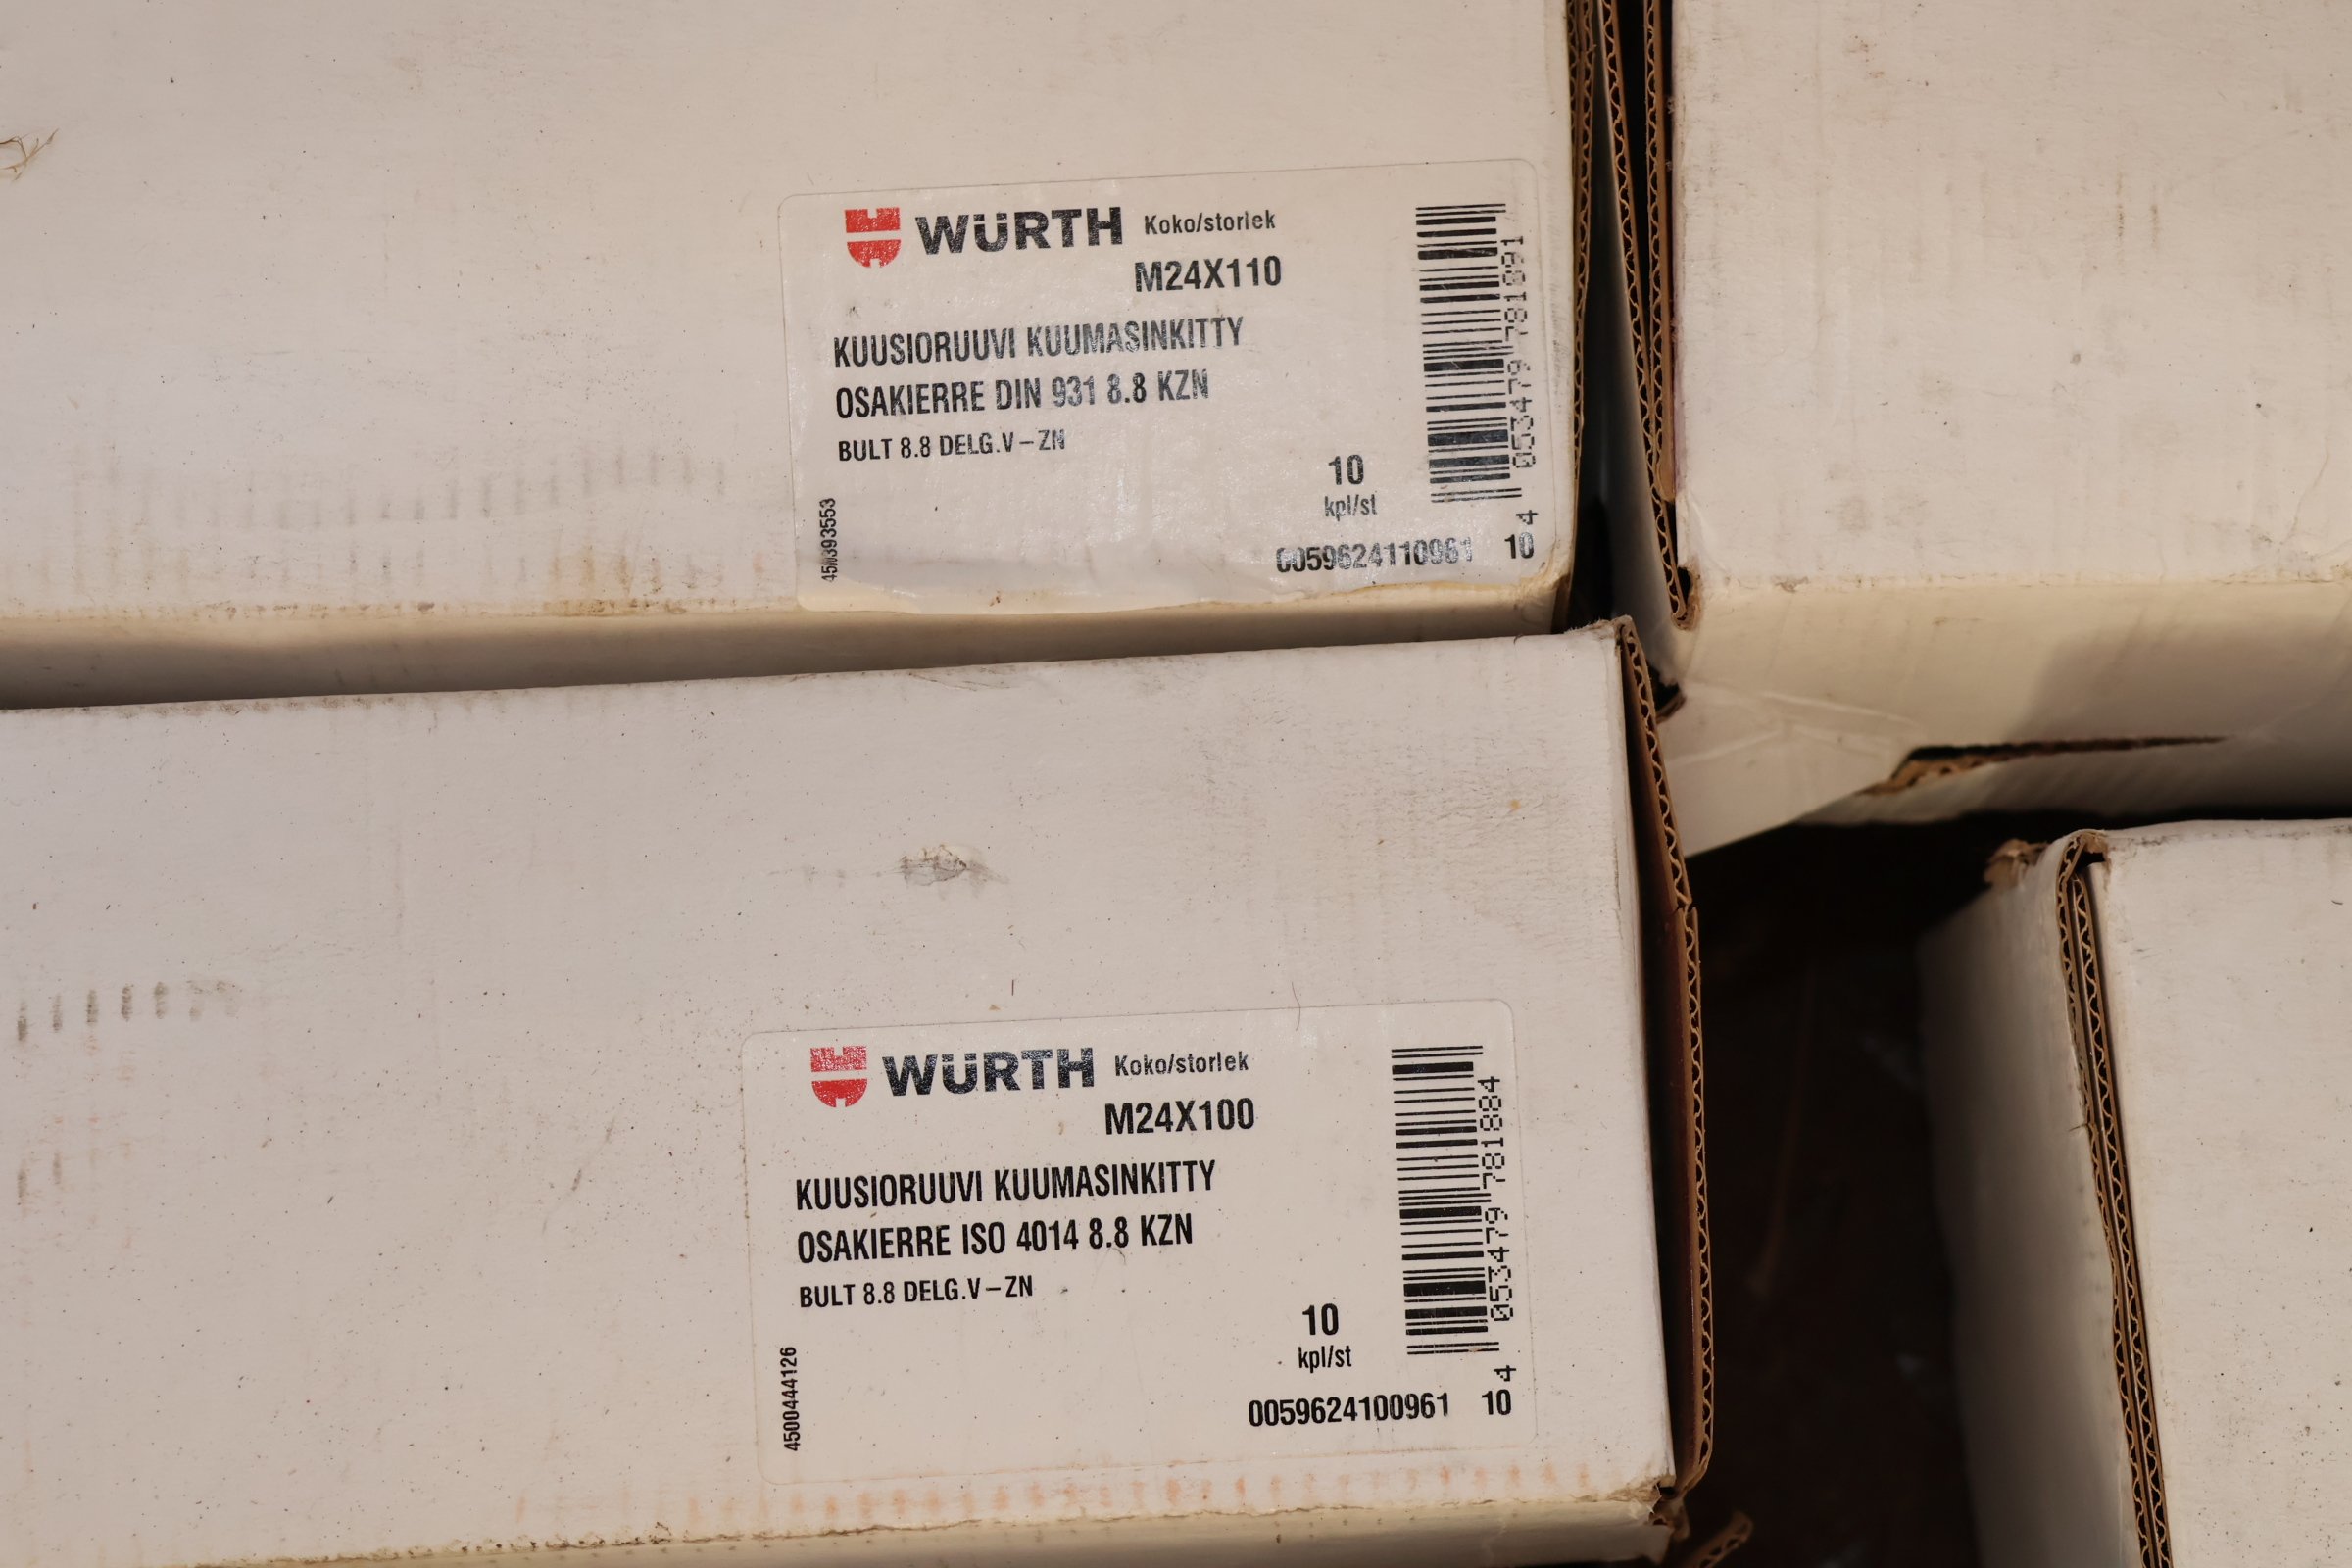 WÜRTH Koko/storlek
M24X110
KUUSIORUUVI KUUMASINKITTY
OSAKIERRE DIN 931 8.8 KZN
BULT 8.8 DELG.V–ZN
10
kpl/st
0059624110961 10
4
WÜRTH Koko/storlek
M24X100
KUUSIORUUVI KUUMASINKITTY
OSAKIERRE ISO 4014 8.8 KZN
BULT 8.8 DELG.V–ZN
10
kpl/st
4500444126
0059624100961 10
053479 781884
4